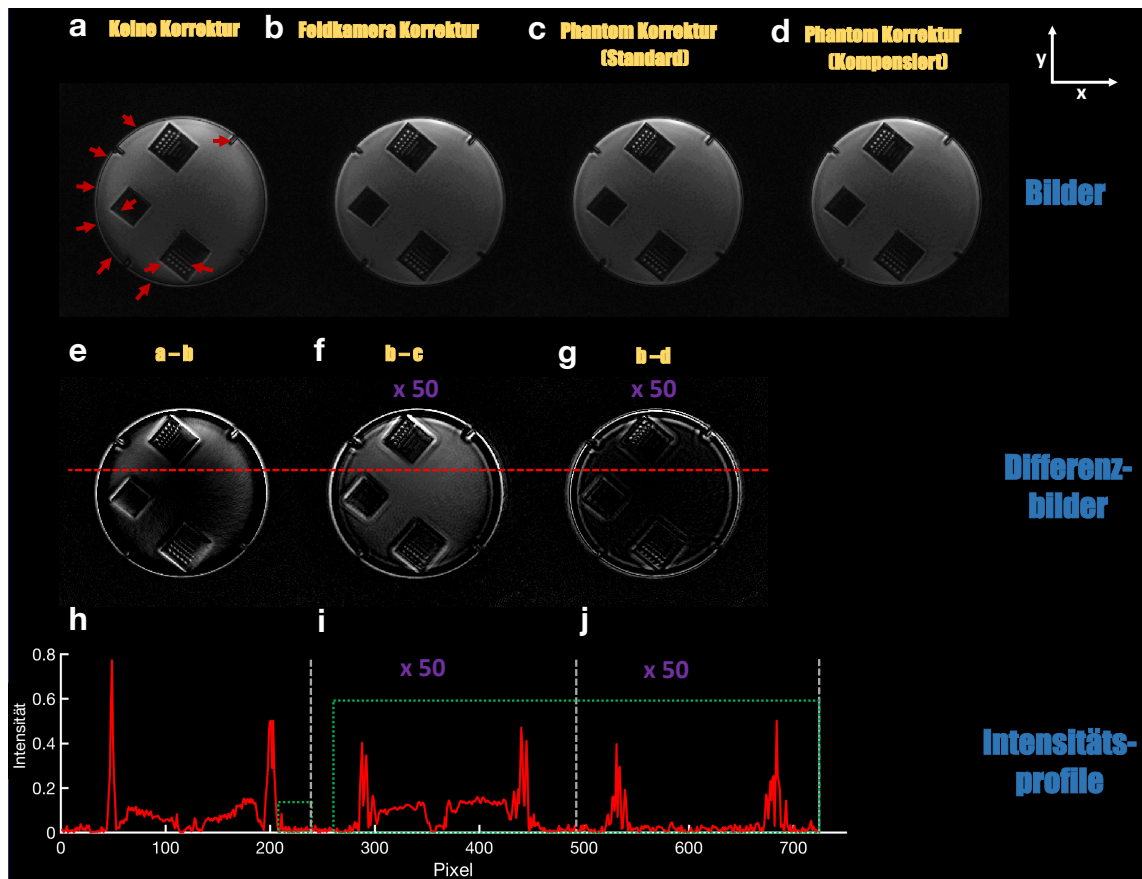 a Keine Korrektur b Feldkamera Korrektur c Phantom Korrektur d Phantom Korrektur
(Standard) (Kompensiert)
y
x
Bilder
e a – b f b – c g b –d
x 50 x 50
Differenz-
bilder
h i j
x 50 x 50
0.8
0.6
0.4
0.2
0
Intensität
0 100 200 300 400 500 600 700
Pixel
Intensitäts-
profile